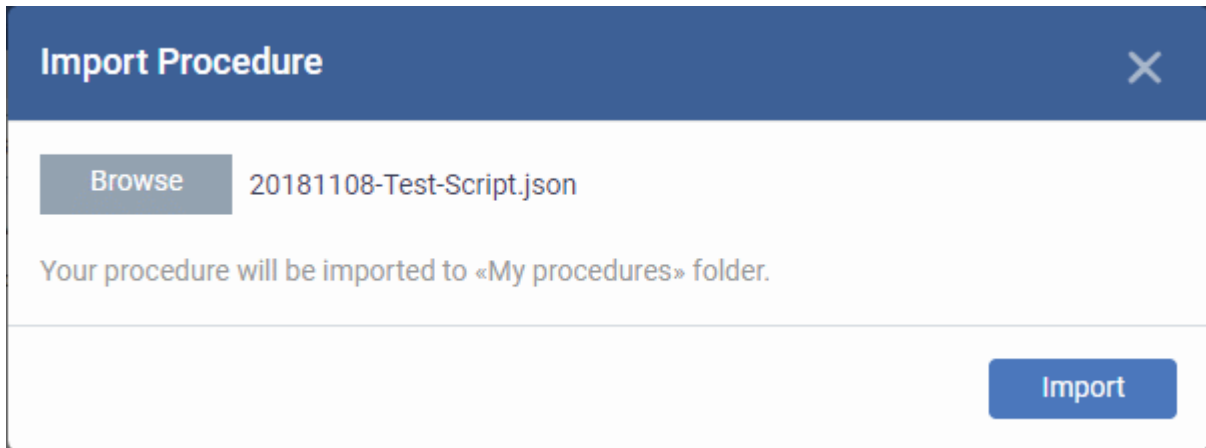 Import Procedure
Browse 20181108-Test-Script.json
Your procedure will be imported to «My procedures» folder.
Import